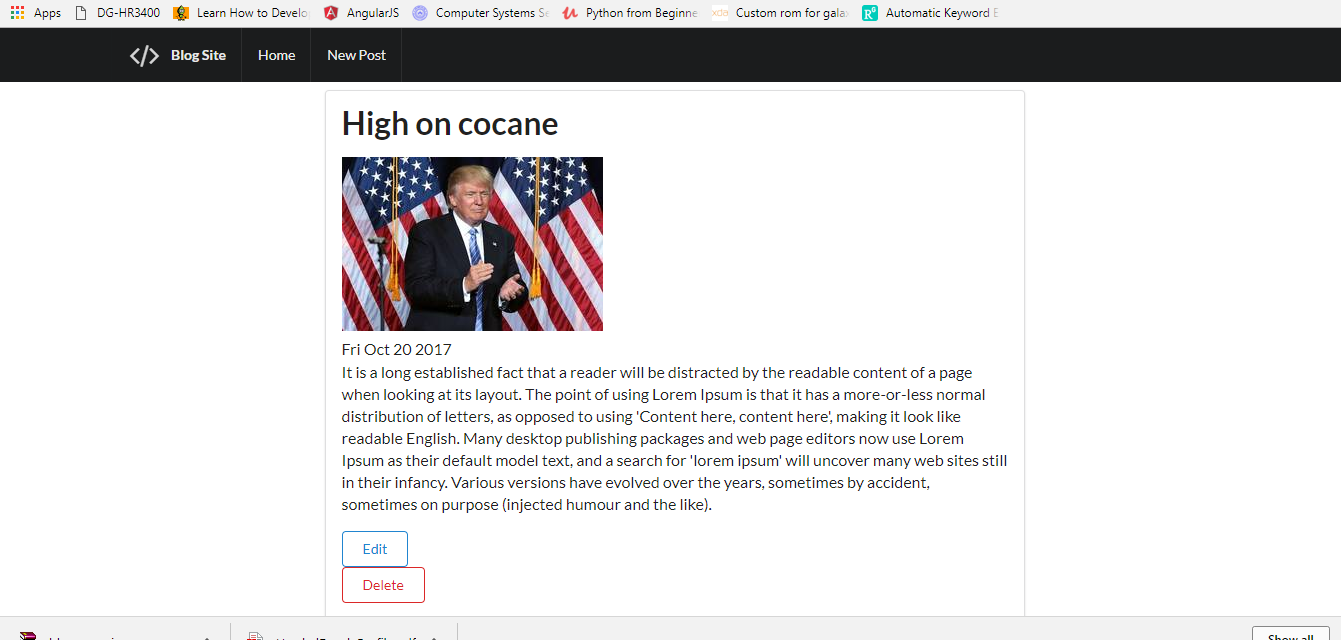 Apps DG-HR3400 Learn How to Develo AngularJS Computer Systems Se Python from Beginne Custom rom for gala Automatic Keyword E
Blog Site Home New Post
High on cocane
Fri Oct 20 2017
It is a long established fact that a reader will be distracted by the readable content of a page
when looking at its layout. The point of using Lorem Ipsum is that it has a more-or-less normal
distribution of letters, as opposed to using 'Content here, content here', making it look like
readable English. Many desktop publishing packages and web page editors now use Lorem
Ipsum as their default model text, and a search for 'lorem ipsum' will uncover many web sites still
in their infancy. Various versions have evolved over the years, sometimes by accident,
sometimes on purpose (injected humour and the like).
Edit
Delete
Show all